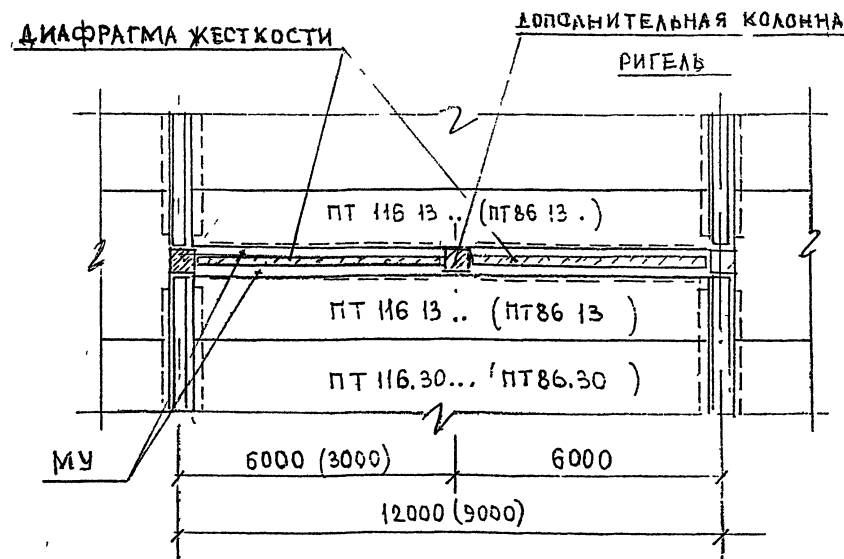 ДИАФРАГМА ЖЕСТКОСТИ
ДОПОЛНИТЕЛЬНАЯ КОЛОННА
РИГЕЛЬ
ПТ 116 13 .. (ПТ86 13 . )
ПТ 116 13 .. (ПТ86 13 )
ПТ 116.30... ' ПТ86.30 )
МУ
6000 (3000)
6000
12000 (9000)